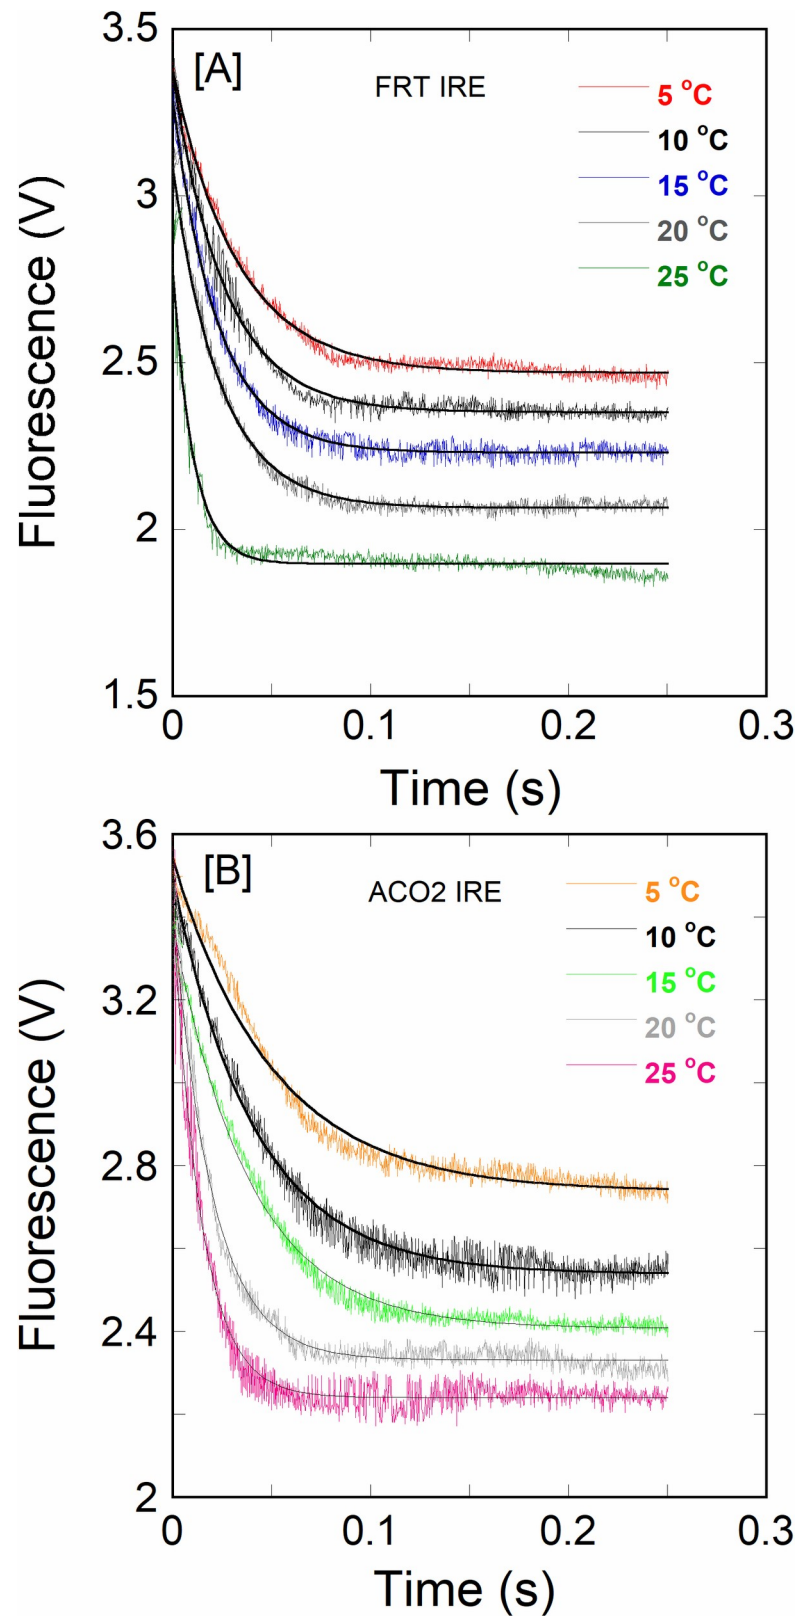 [A]
FRT IRE
5 °C
10 °C
15 °C
20 °C
25 °C
Fluorescence (V)
3.5
3
2.5
2
1.5
0
0.1
0.2
0.3
Time (s)
[B]
ACO2 IRE
5 °C
10 °C
15 °C
20 °C
25 °C
Fluorescence (V)
3.6
3.2
2.8
2.4
2
0
0.1
0.2
0.3
Time (s)